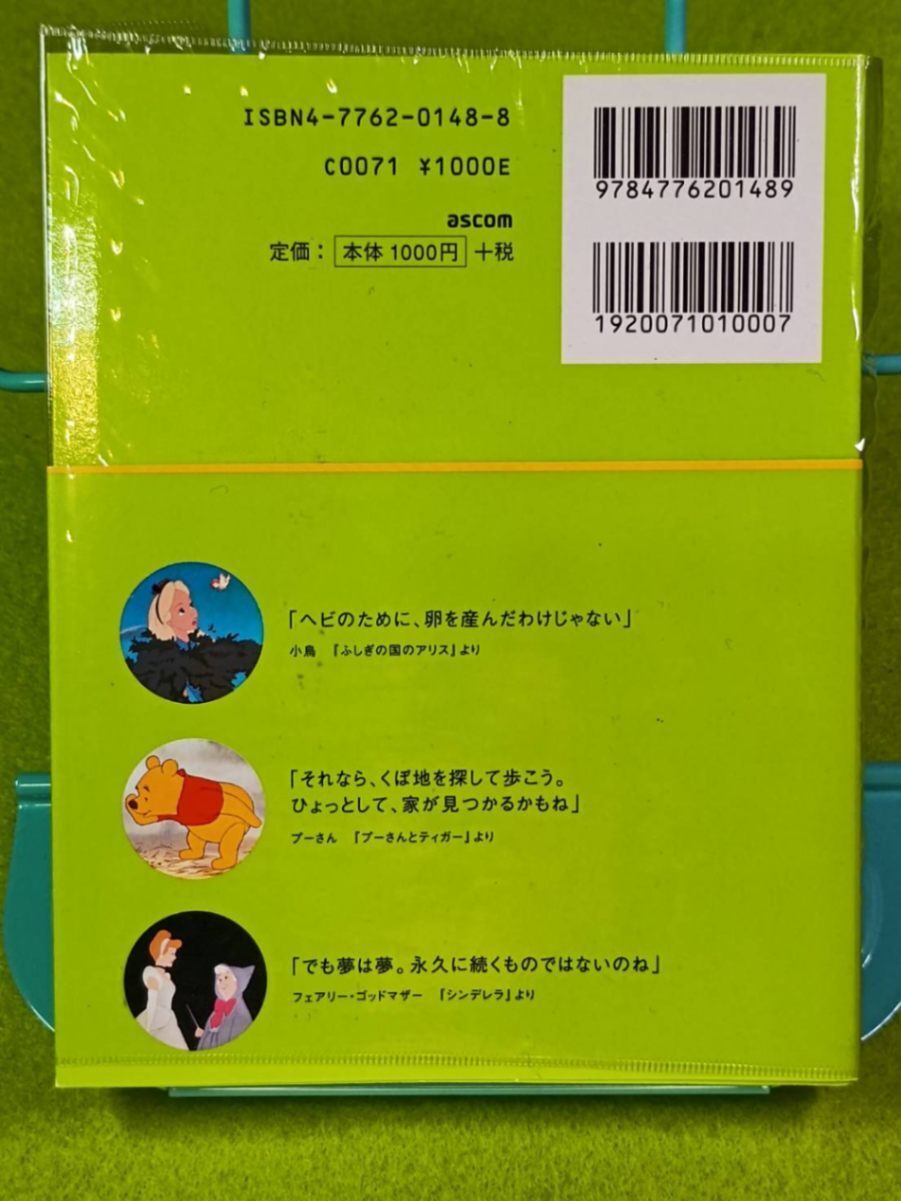 ISBN4-7762-0148-8
C0071 ¥1000E
ascom
定価： 本体1000円 +税
9784776201489
1920071010007
「ヘビのために、卵を産んだわけじゃない」
小鳥 『ふしぎの国のアリス』より
「それなら、くぼ地を探して歩こう。
ひょっとして、家が見つかるかもね」
プーさん 『プーさんとティガー』より
「でも夢は夢。永久に続くものではないのね」
フェアリー・ゴッドマザー 『シンデレラ』より